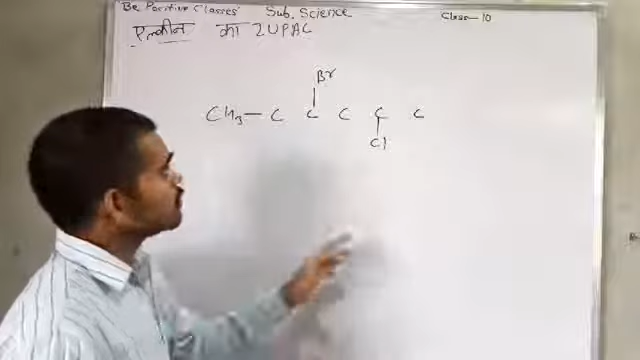 Be Positive Classes Sub. Science Class-10
एल्कीन का IUPAC
Br
CH3— C C C C C
Cl